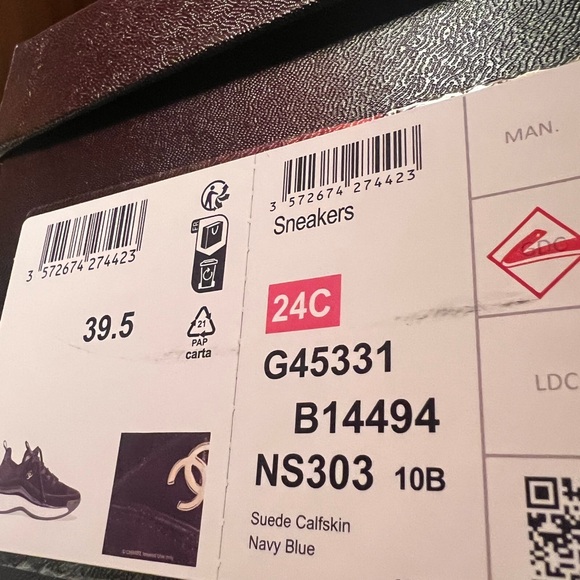 3 572674 274423
39.5
21
PAP
carta
3 572674 274423
Sneakers
24C
G45331
B14494
NS303 10B
Suede Calfskin
Navy Blue
MAN.
CDC
LDC